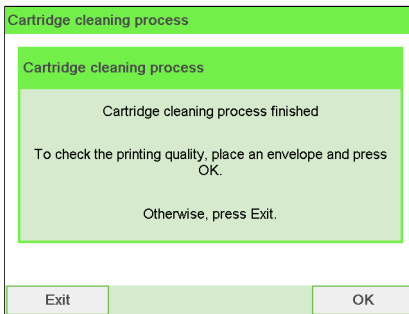 Cartridge cleaning process
Cartridge cleaning process
Cartridge cleaning process finished
To check the printing quality, place an envelope and press
OK.
Otherwise, press Exit.
Exit
OK